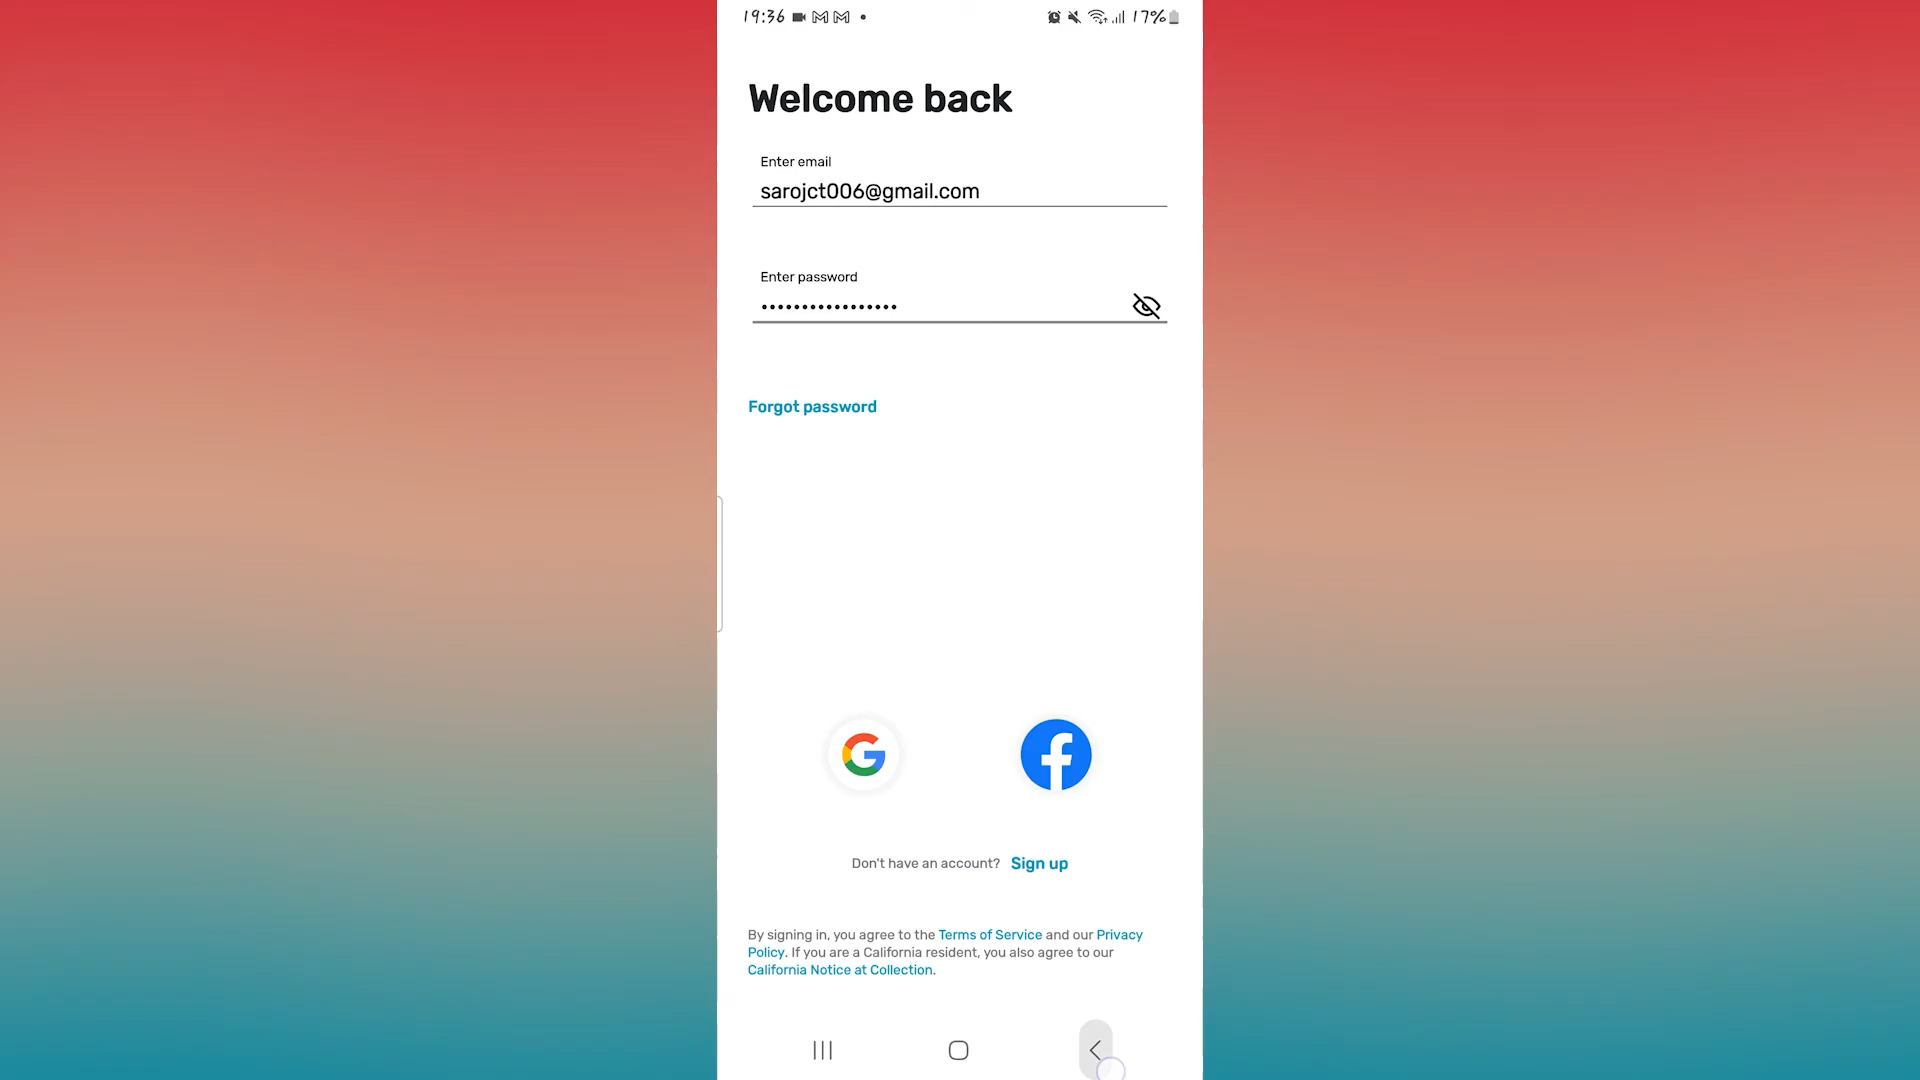 19:36
17%
Welcome back
Enter email
sarojct006@gmail.com
Enter password
•••••••••••••••••
Forgot password
Don't have an account? Sign up
By signing in, you agree to the Terms of Service and our Privacy
Policy. If you are a California resident, you also agree to our
California Notice at Collection.